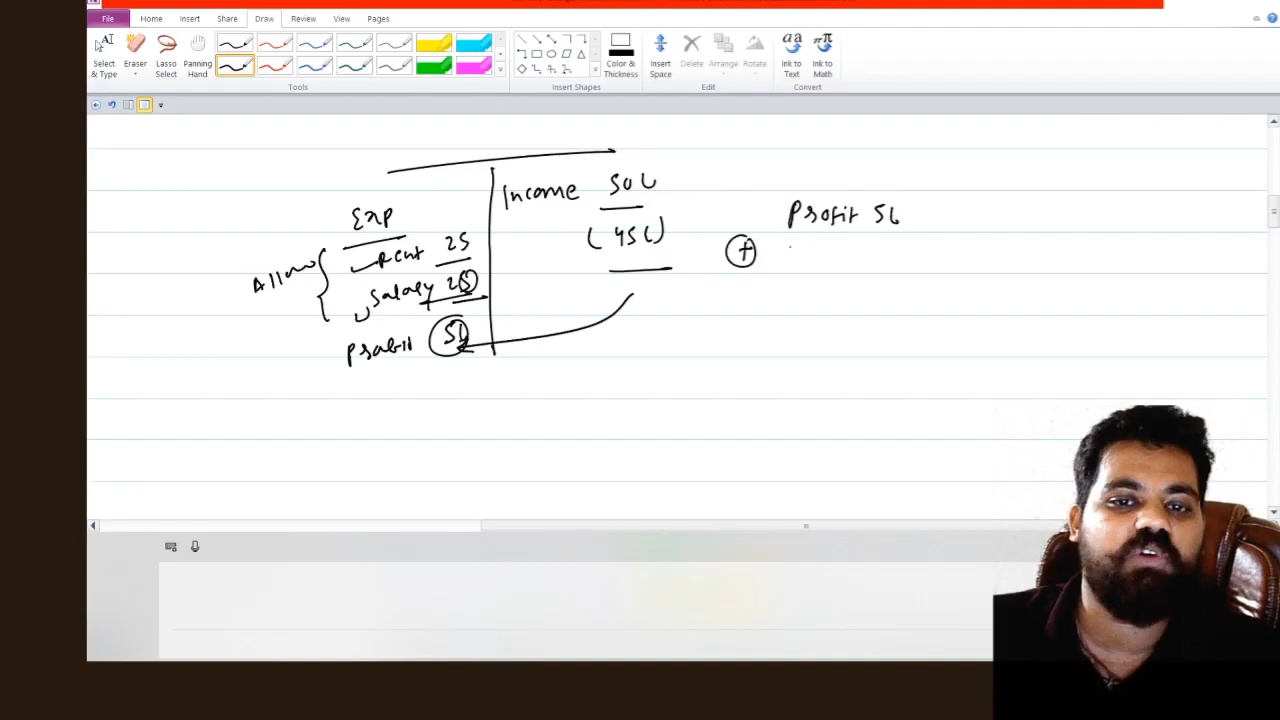 File Home Insert Share Draw Review View Pages
Select & Type
Eraser
Lasso Select
Panning Hand
Color & Thickness
Insert Space
Delete
Arrange
Rotate
Ink to Text
Ink to Math
Tools
Insert Shapes
Edit
Convert
Income 50L
(45L)
Exp
Rent 25
Salary 20
Profit 5L
Profit 5L
+